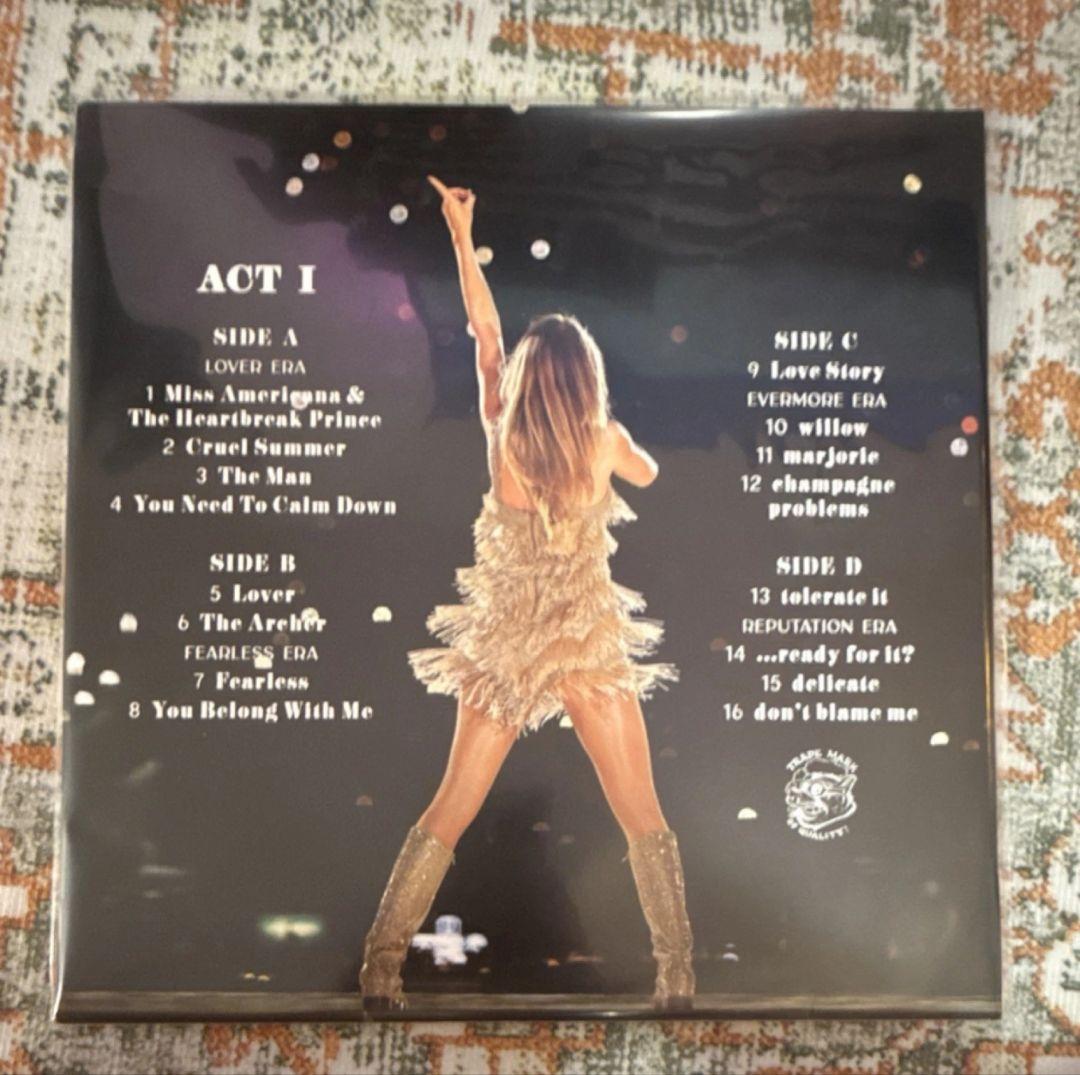 ACT I
SIDE A
LOVER ERA
1 Miss Americana &
The Heartbreak Prince
2 Cruel Summer
3 The Man
4 You Need To Calm Down
SIDE B
5 Lover
6 The Archer
FEARLESS ERA
7 Fearless
8 You Belong With Me
SIDE C
9 Love Story
EVERMORE ERA
10 willow
11 marjorie
12 champagne
problems
SIDE D
13 tolerate it
REPUTATION ERA
14 ...ready for it?
15 delicate
16 don't blame me
TRADE MARK
OF QUALITY!